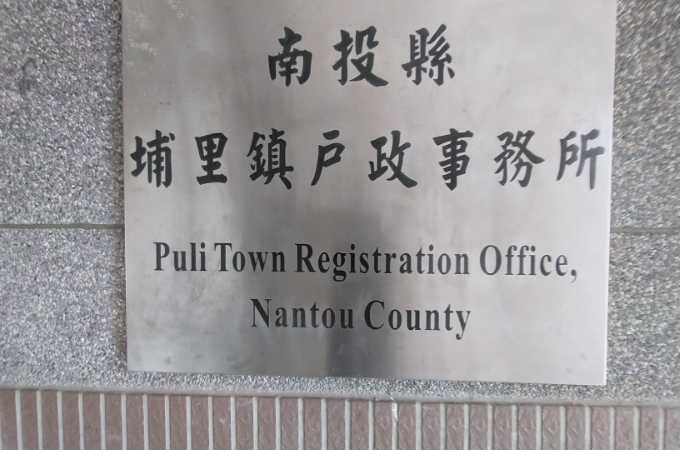 南投縣
埔里鎮戶政事務所
Puli Town Registration Office,
Nantou County